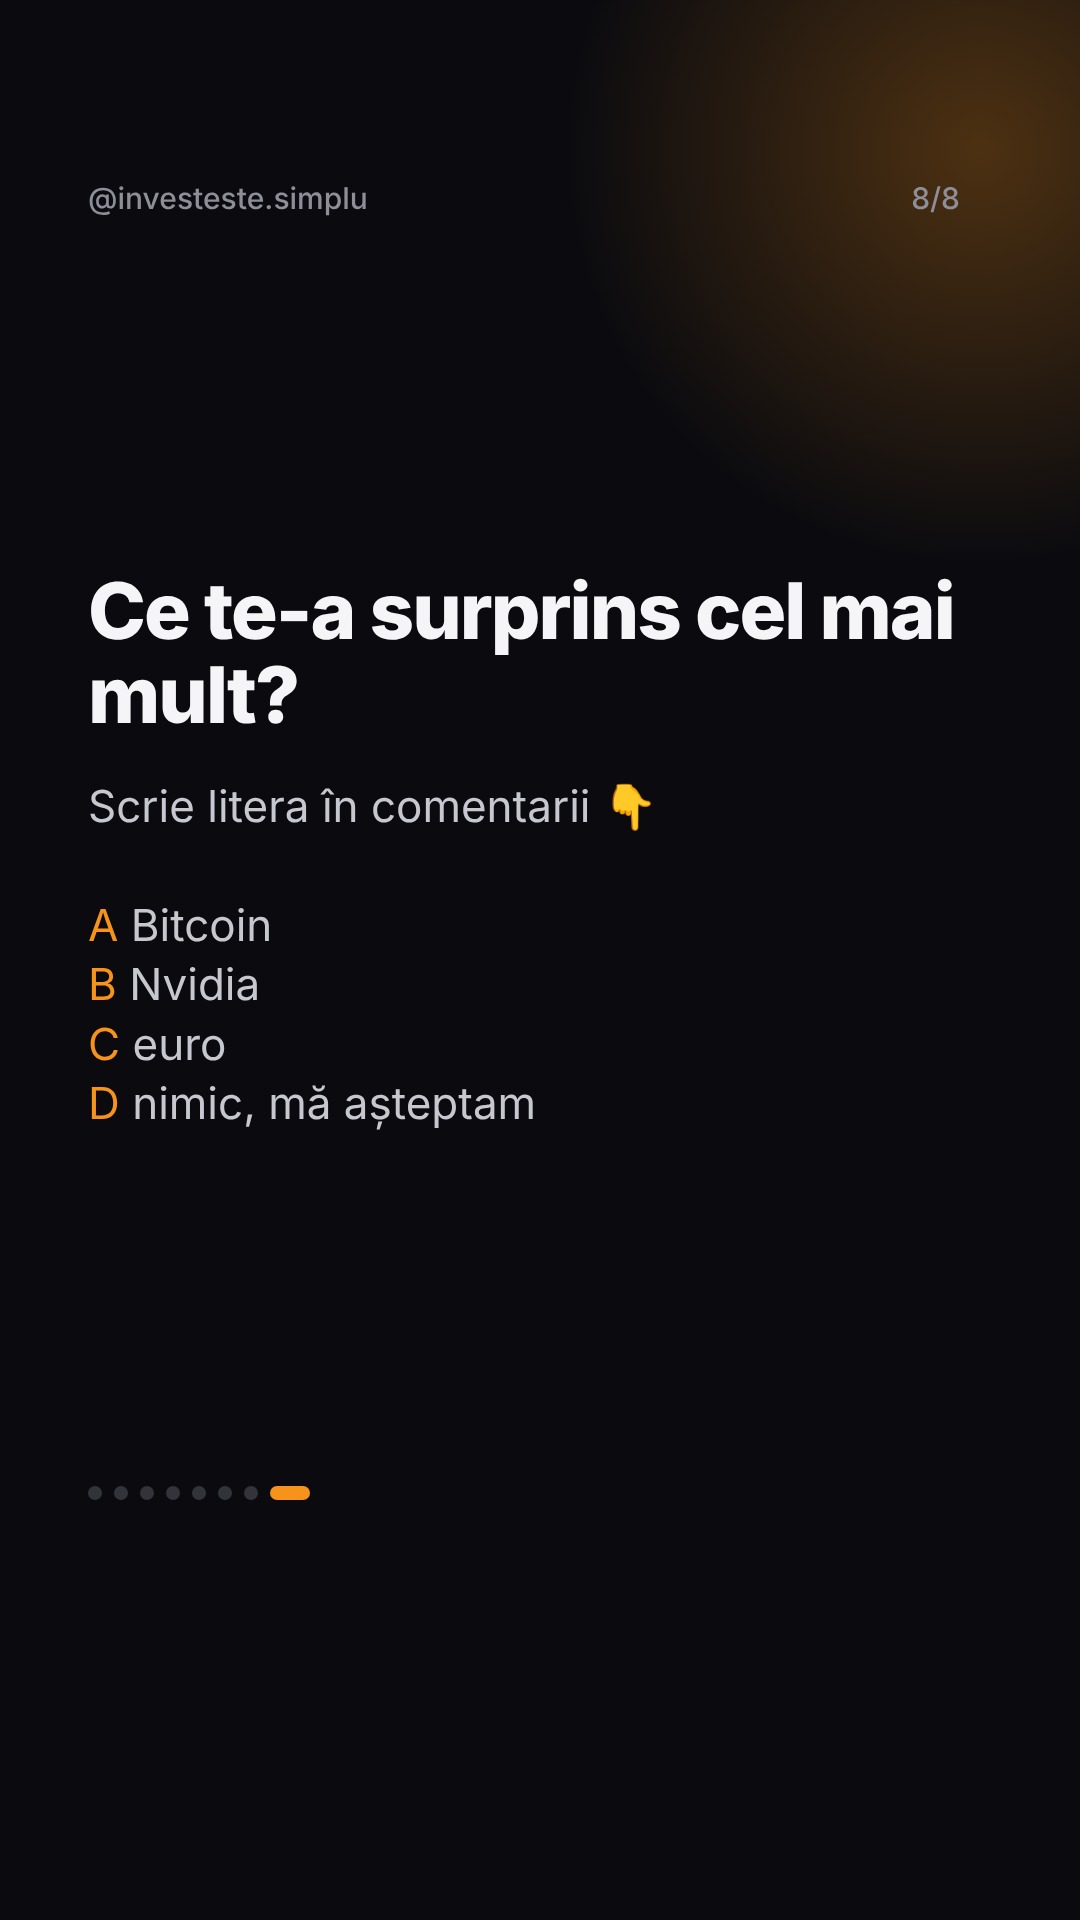 @investeste.simplu
8/8
Ce te-a surprins cel mai
mult?
Scrie litera în comentarii 👇
A Bitcoin
B Nvidia
C euro
D nimic, mă așteptam